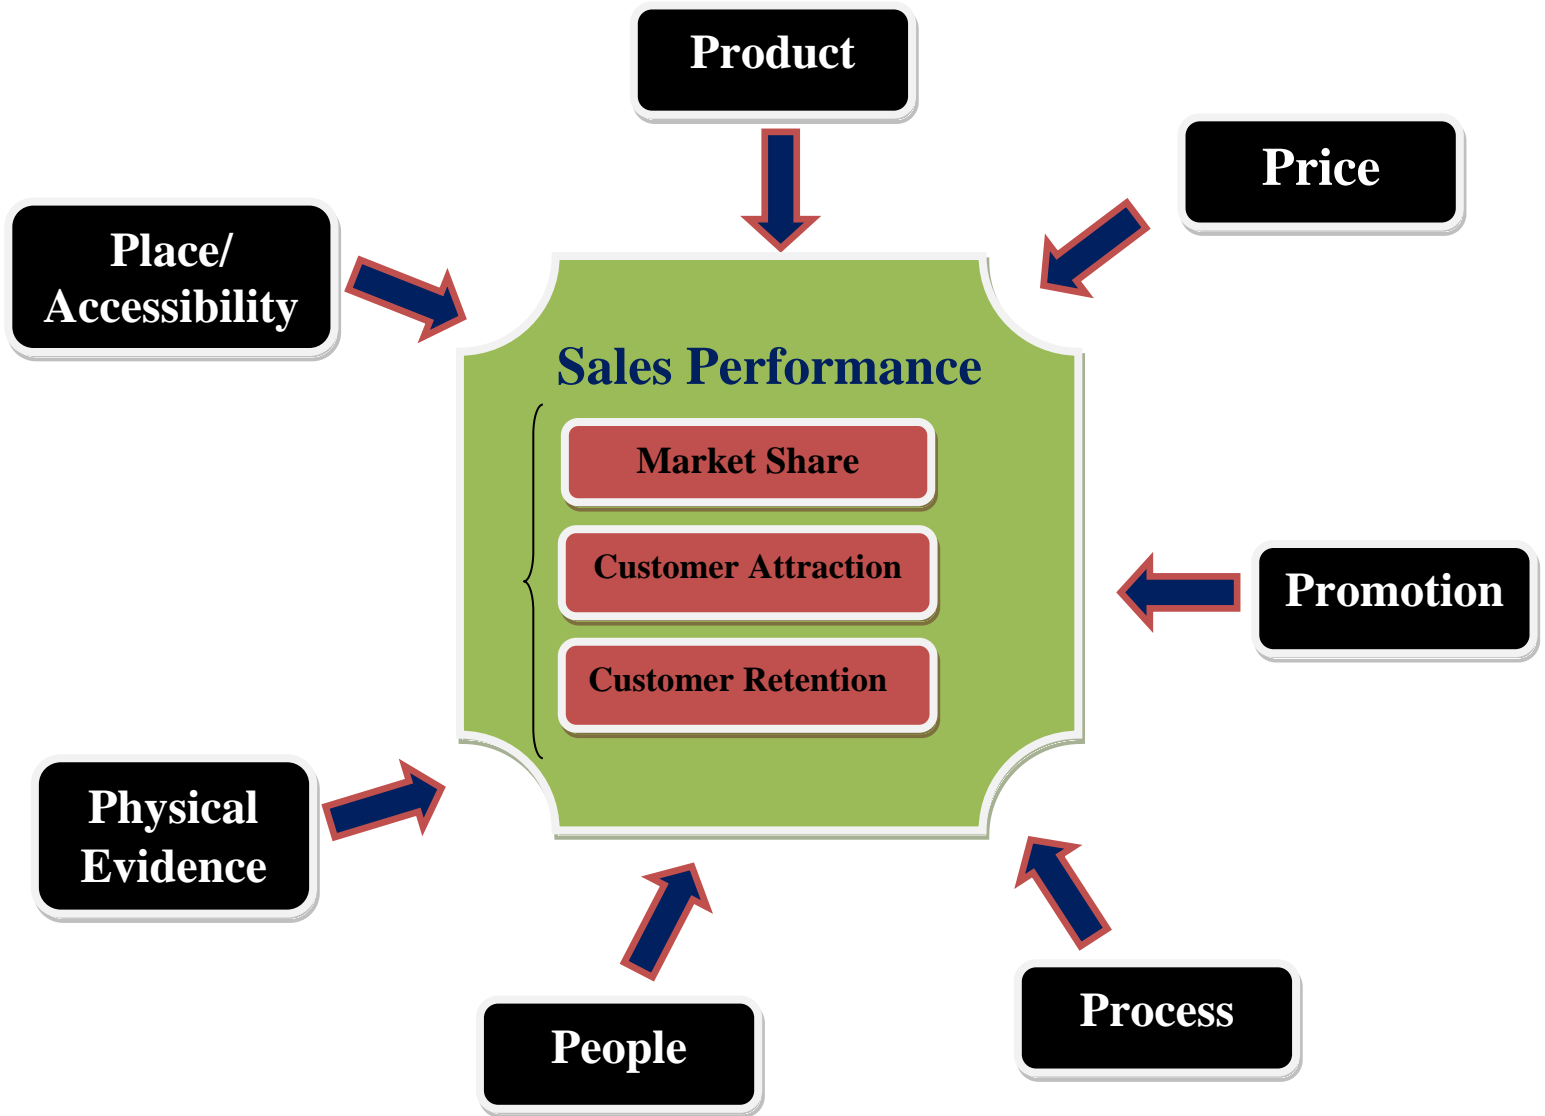 Product
Price
Place/
Accessibility
Sales Performance
Market Share
Customer Attraction
Promotion
Customer Retention
Physical
Evidence
Process
People